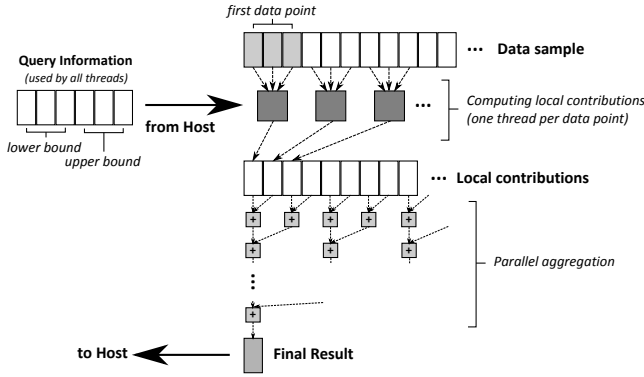 first data point
Query Information
(used by all threads)
... Data sample
from Host
lower bound
upper bound
...
Computing local contributions
(one thread per data point)
... Local contributions
+ + + + +
+ + +
Parallel aggregation
...
+
to Host
Final Result